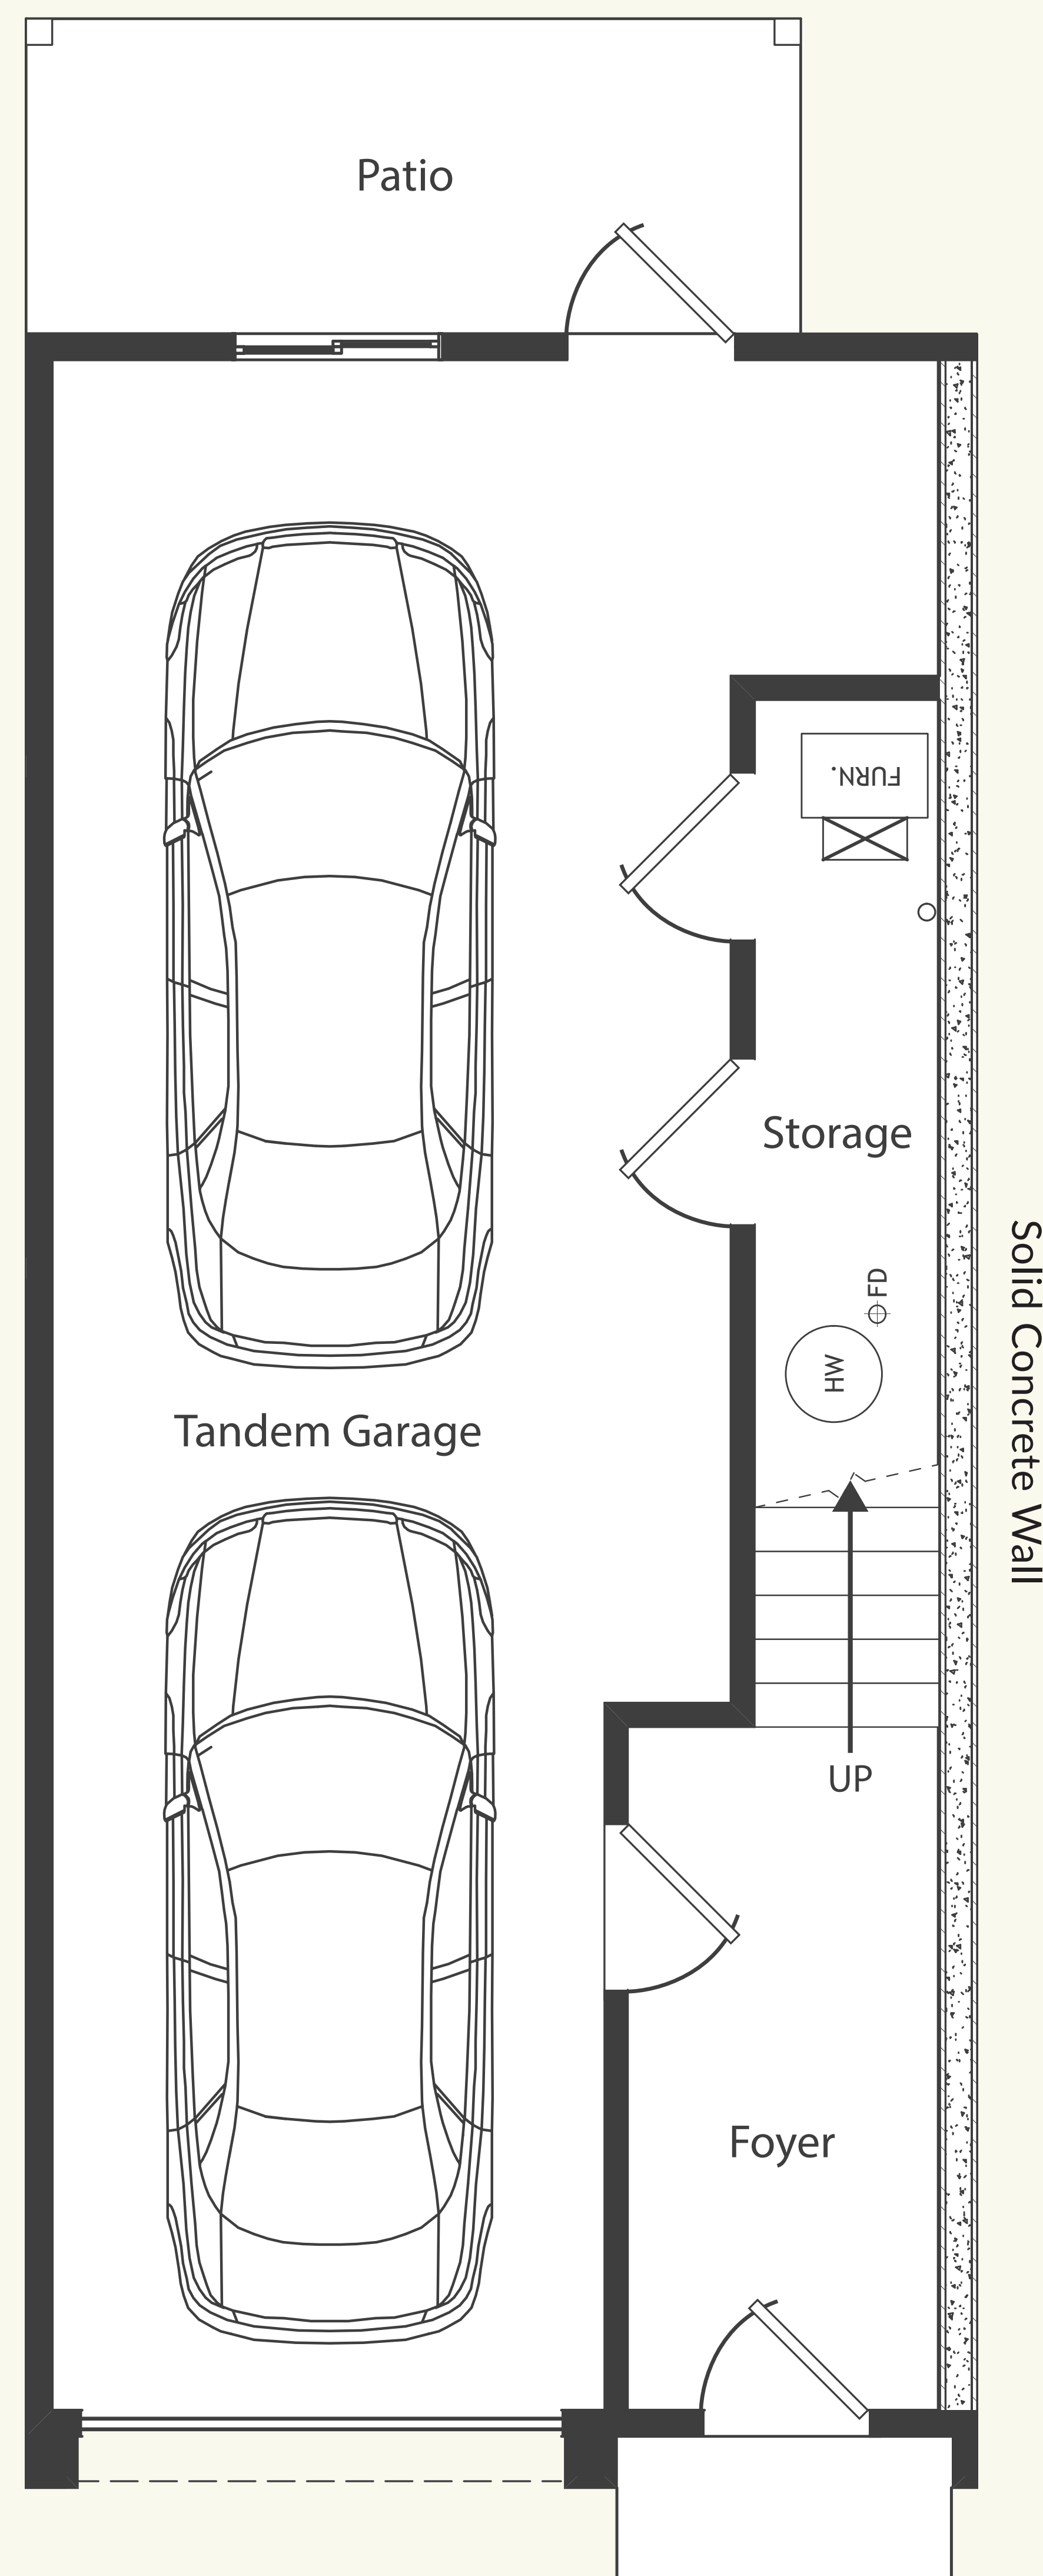 Patio
FURN.
Storage
FD
HW
Solid Concrete Wall
Tandem Garage
UP
Foyer